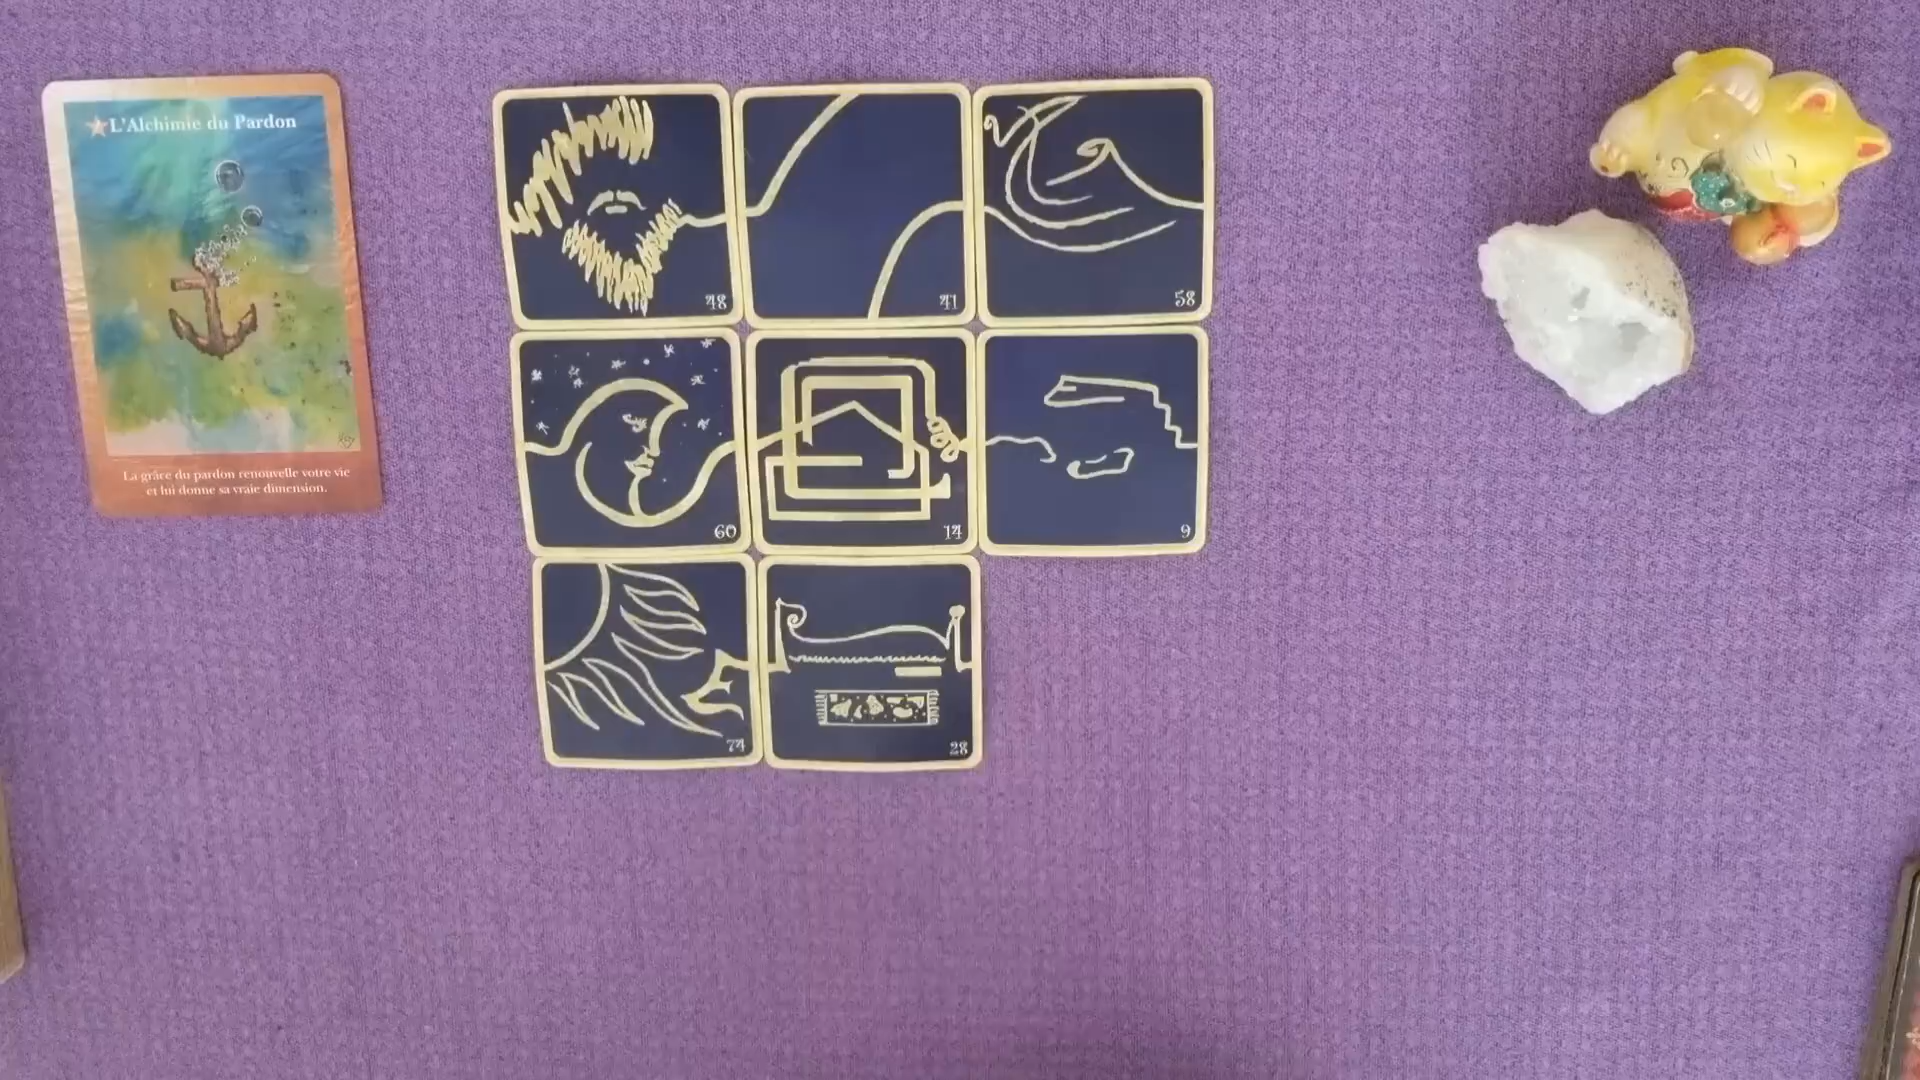 L'Alchimie du Pardon
La grâce du pardon renouvelle votre vie
et lui donne sa vraie dimension.
48
41
58
60
14
9
74
28